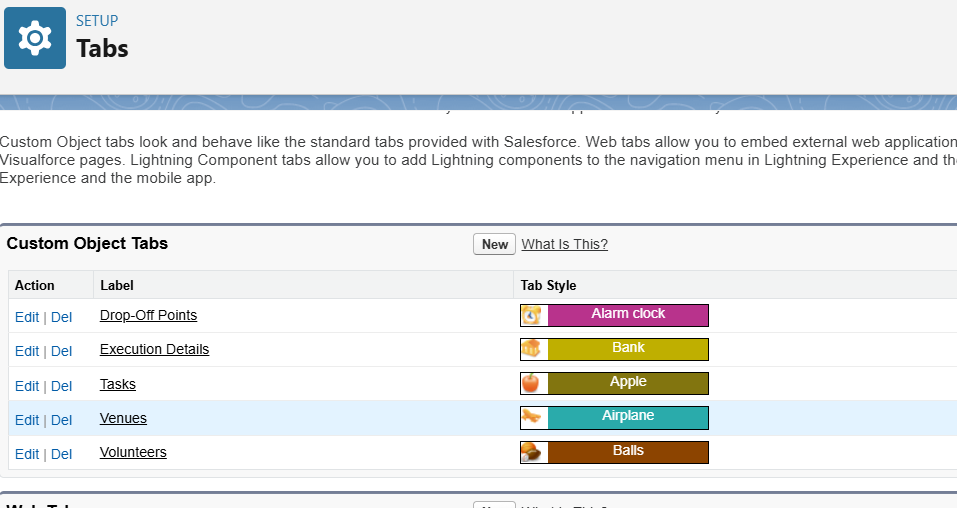 SETUP
Tabs
Custom Object tabs look and behave like the standard tabs provided with Salesforce. Web tabs allow you to embed external web application
Visualforce pages. Lightning Component tabs allow you to add Lightning components to the navigation menu in Lightning Experience and the
Experience and the mobile app.
Custom Object Tabs New What Is This?
Action Label Tab Style
Edit | Del Drop-Off Points Alarm clock
Edit | Del Execution Details Bank
Edit | Del Tasks Apple
Edit | Del Venues Airplane
Edit | Del Volunteers Balls